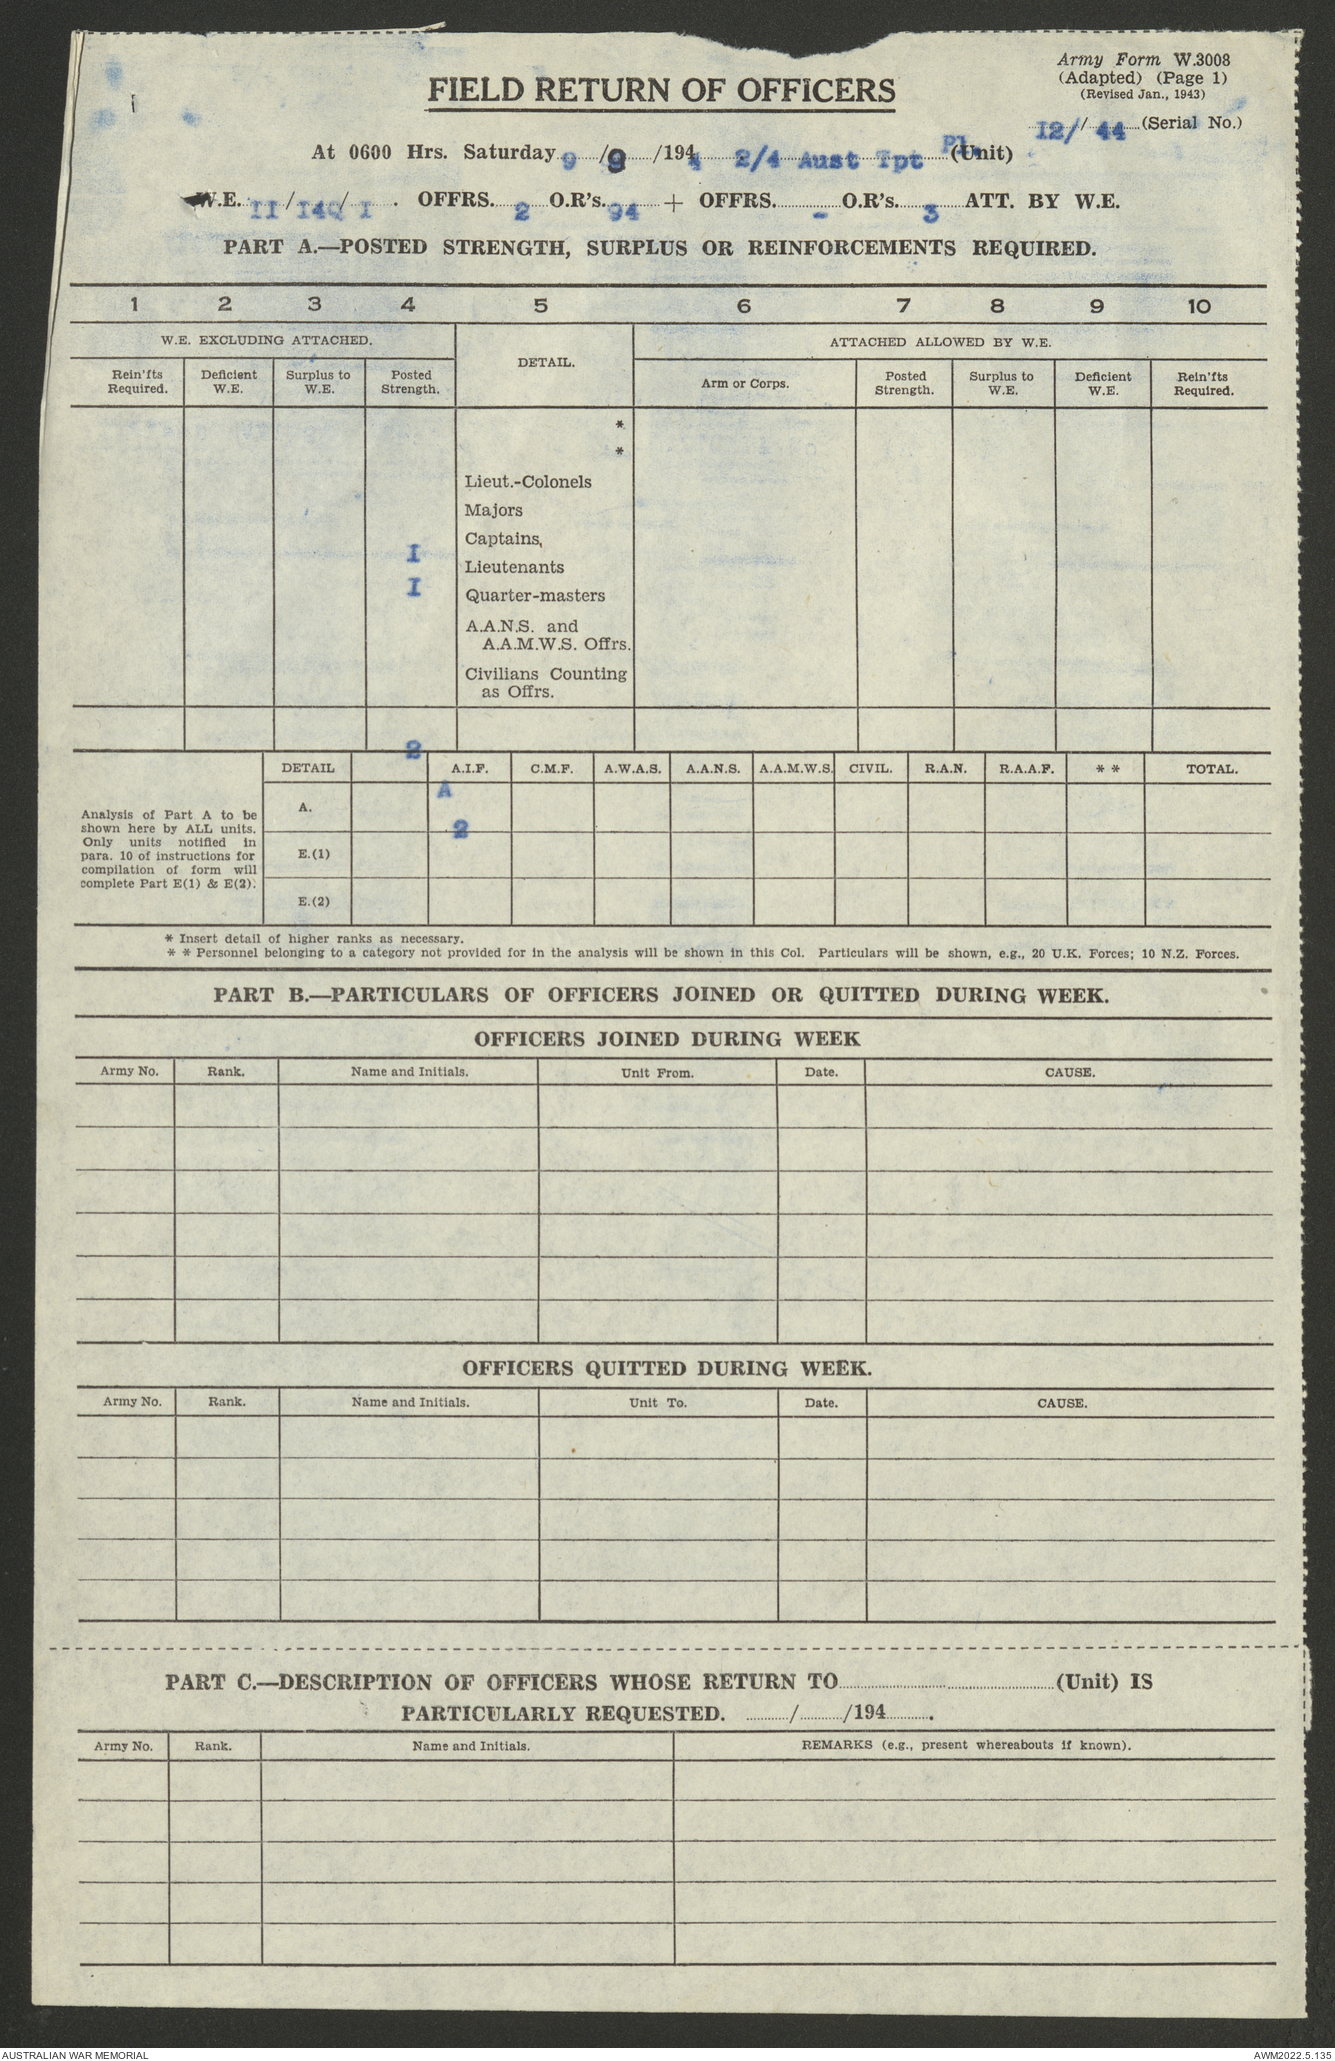 Army Form W.3008
(Adapted) (Page 1)
(Revised Jan., 1943)
FIELD RETURN OF OFFICERS
12/ 44 (Serial No.)
At 0600 Hrs. Saturday 9 /9 /1944 2/4 Aust Tpt Pl. (Unit)
W.E. II / I4Q / I . OFFRS. 2 O.R's. 94 + OFFRS. - O.R's. 3 ATT. BY W.E.
PART A.—POSTED STRENGTH, SURPLUS OR REINFORCEMENTS REQUIRED.
1 2 3 4 5 6 7 8 9 10
W.E. EXCLUDING ATTACHED. DETAIL. ATTACHED ALLOWED BY W.E.
Rein'fts Required. Deficient W.E. Surplus to W.E. Posted Strength. Arm or Corps. Posted Strength. Surplus to W.E. Deficient W.E. Rein'fts Required.
*
*
Lieut.-Colonels
Majors
Captains,
I Lieutenants
I Quarter-masters
A.A.N.S. and
A.A.M.W.S. Offrs.
Civilians Counting
as Offrs.
2
DETAIL A.I.F. C.M.F. A.W.A.S. A.A.N.S. A.A.M.W.S. CIVIL. R.A.N. R.A.A.F. * * TOTAL.
A
A.
2
E.(1)
E.(2)
Analysis of Part A to be
shown here by ALL units.
Only units notified in
para. 10 of instructions for
compilation of form will
complete Part E(1) & E(2).
* Insert detail of higher ranks as necessary.
* * Personnel belonging to a category not provided for in the analysis will be shown in this Col. Particulars will be shown, e.g., 20 U.K. Forces; 10 N.Z. Forces.
PART B.—PARTICULARS OF OFFICERS JOINED OR QUITTED DURING WEEK.
OFFICERS JOINED DURING WEEK
Army No. Rank. Name and Initials. Unit From. Date. CAUSE.
OFFICERS QUITTED DURING WEEK.
Army No. Rank. Name and Initials. Unit To. Date. CAUSE.
PART C.—DESCRIPTION OF OFFICERS WHOSE RETURN TO (Unit) IS
PARTICULARLY REQUESTED. / /194 .
Army No. Rank. Name and Initials. REMARKS (e.g., present whereabouts if known).
AUSTRALIAN WAR MEMORIAL AWM2022.5.135